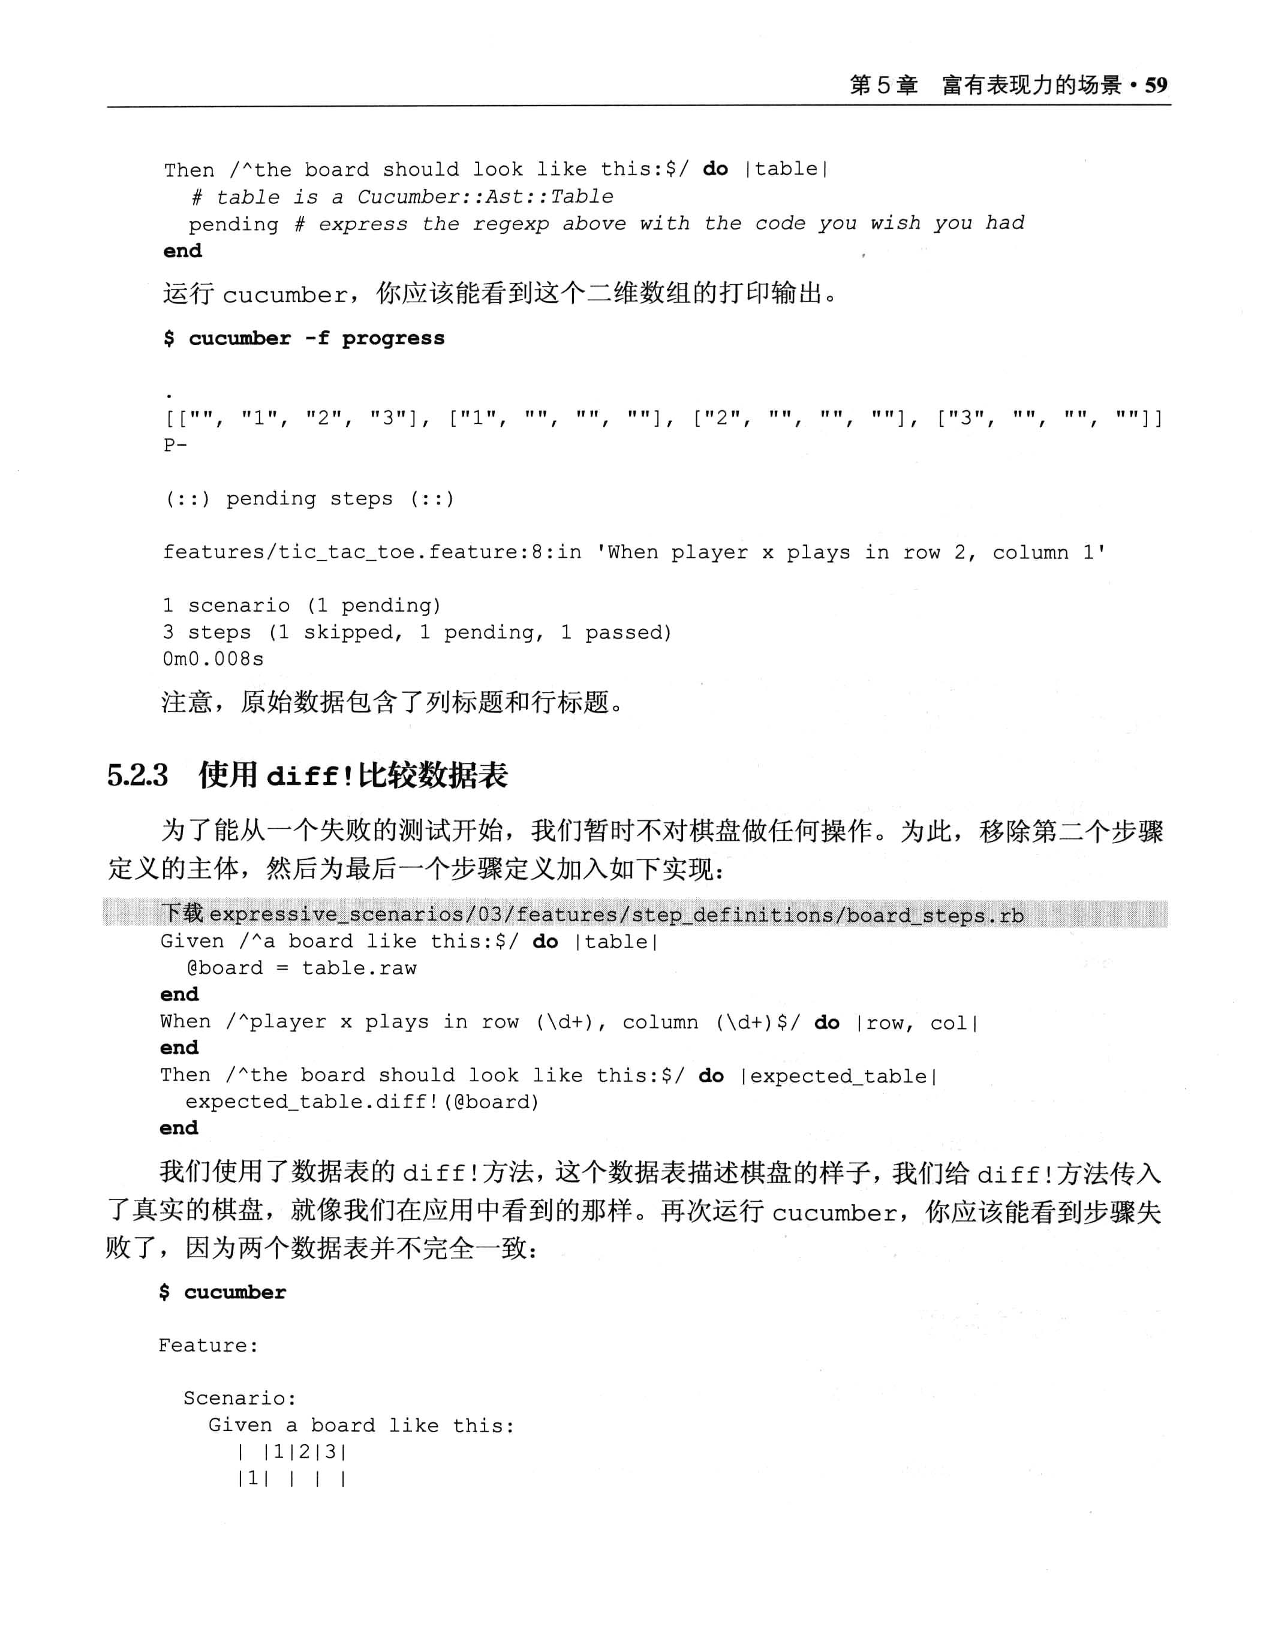 第 5 章　富有表现力的场景 • 59
Then /^the board should look like this:$/ do |table|
  # table is a Cucumber::Ast::Table
  pending # express the regexp above with the code you wish you had
end
运行 cucumber，你应该能看到这个二维数组的打印输出。
$ cucumber -f progress
.
[["", "1", "2", "3"], ["1", "", "", ""], ["2", "", "", ""], ["3", "", "", ""]]
P-
(::) pending steps (::)
features/tic_tac_toe.feature:8:in 'When player x plays in row 2, column 1'
1 scenario (1 pending)
3 steps (1 skipped, 1 pending, 1 passed)
0m0.008s
注意，原始数据包含了列标题和行标题。
5.2.3　使用 diff!比较数据表
为了能从一个失败的测试开始，我们暂时不对棋盘做任何操作。为此，移除第二个步骤
定义的主体，然后为最后一个步骤定义加入如下实现：
下载 expressive_scenarios/03/features/step_definitions/board_steps.rb
Given /^a board like this:$/ do |table|
  @board = table.raw
end
When /^player x plays in row (\d+), column (\d+)$/ do |row, col|
end
Then /^the board should look like this:$/ do |expected_table|
  expected_table.diff!(@board)
end
我们使用了数据表的 diff!方法，这个数据表描述棋盘的样子，我们给 diff!方法传入
了真实的棋盘，就像我们在应用中看到的那样。再次运行 cucumber，你应该能看到步骤失
败了，因为两个数据表并不完全一致：
$ cucumber
Feature:
  Scenario:
    Given a board like this:
      | |1|2|3|
      |1| | | |